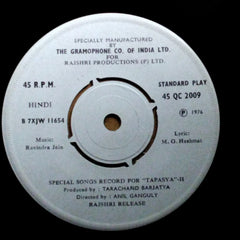 SPECIALLY MANUFACTURED
BY
THE GRAMOPHONE CO. OF INDIA LTD.
FOR
RAJSHRI PRODUCTIONS (P) LTD.
45 R.P.M.
STANDARD PLAY
45 QC 2009
HINDI
B 7XJW 11654
℗ 1976
Music:
Ravindra Jain
Lyric:
M. G. Hashmat
SPECIAL SONGS RECORD FOR "TAPASYA"-II
Produced by : TARACHAND BARJATYA
Directed by : ANIL GANGULY
RAJSHRI RELEASE